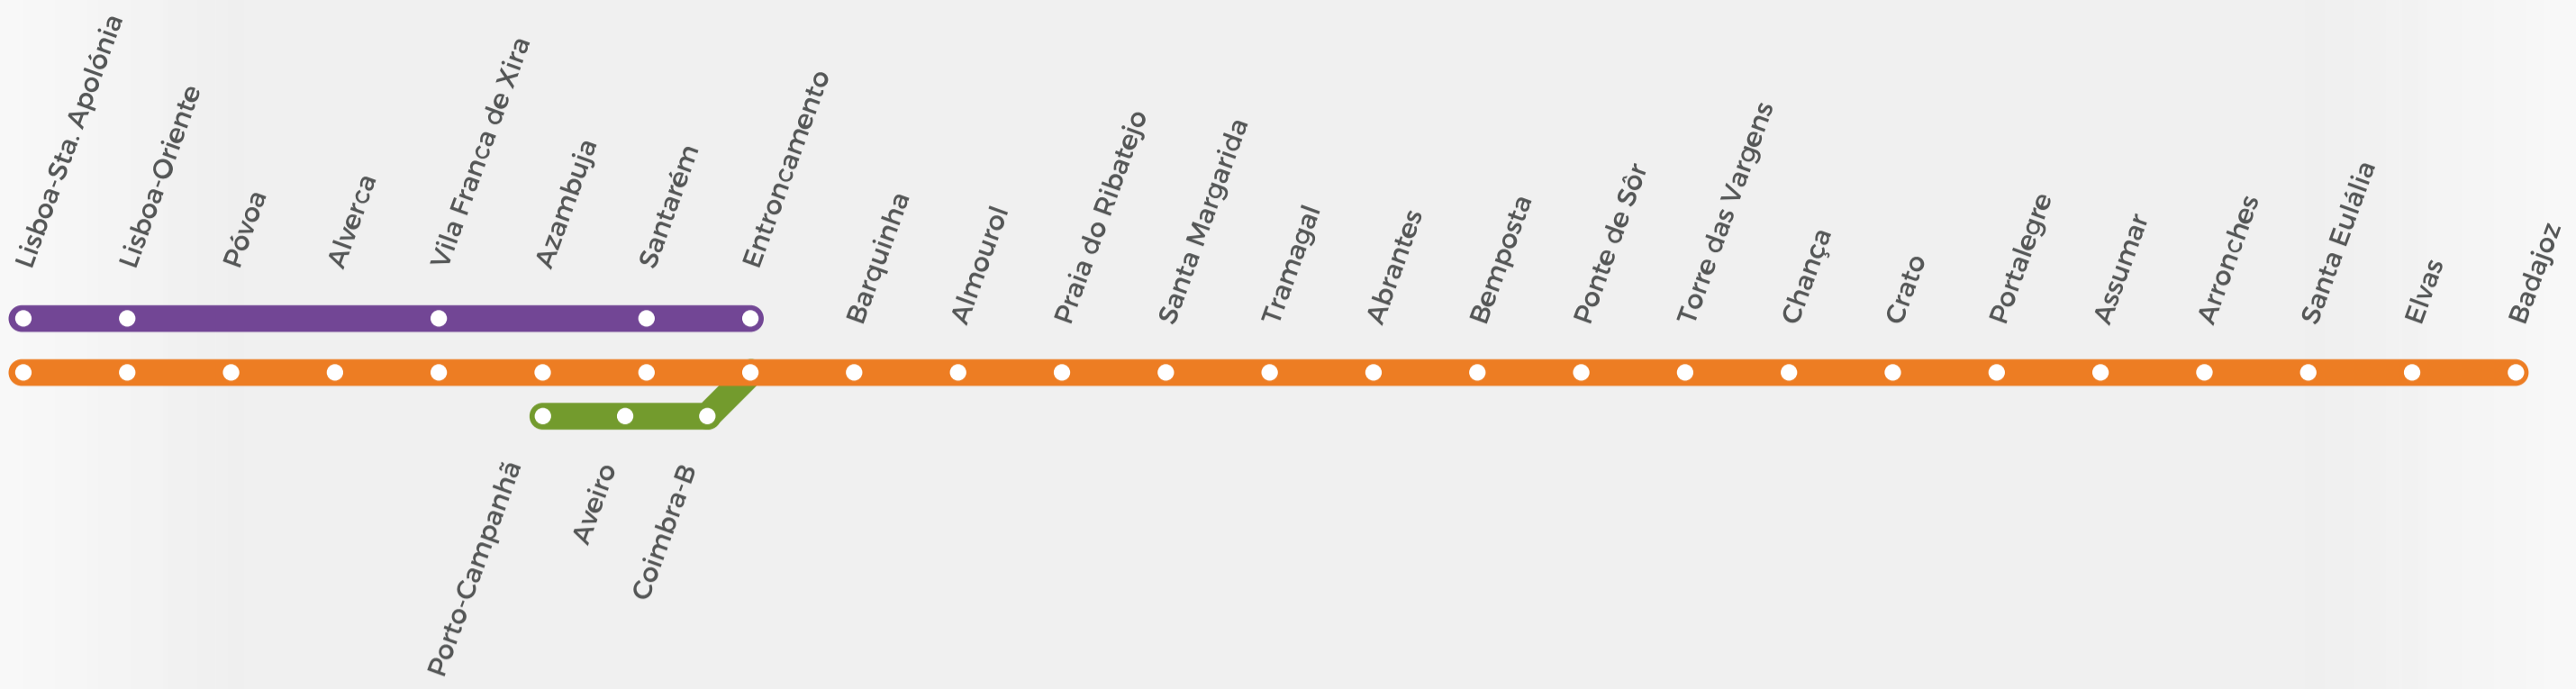 Lisboa-Sta. Apolónia
Lisboa-Oriente
Póvoa
Alverca
Vila Franca de Xira
Azambuja
Santarém
Entroncamento
Barquinha
Almourol
Praia do Ribatejo
Santa Margarida
Tramagal
Abrantes
Bemposta
Ponte de Sôr
Torre das Vargens
Chança
Crato
Portalegre
Assumar
Arronches
Santa Eulália
Elvas
Badajoz
Porto-Campanhã
Aveiro
Coimbra-B